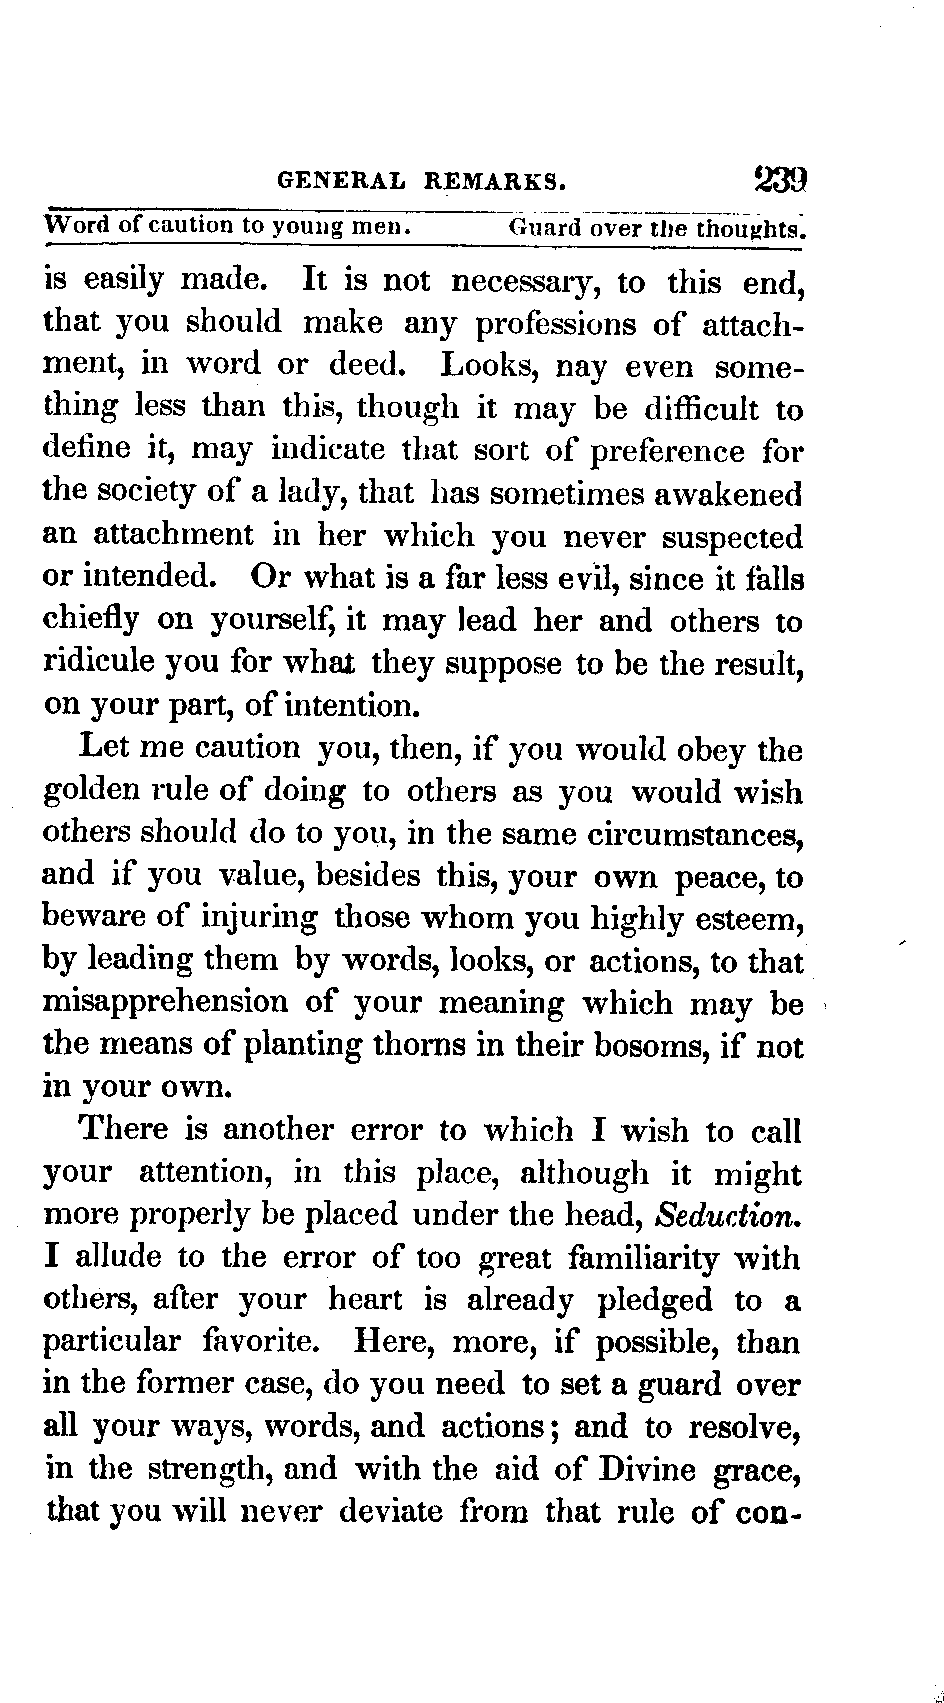 GENERAL REMARKS. 239
Word of caution to young men. Guard over the thoughts.
is easily made. It is not necessary, to this end,
that you should make any professions of attach-
ment, in word or deed. Looks, nay even some-
thing less than this, though it may be difficult to
define it, may indicate that sort of preference for
the society of a lady, that has sometimes awakened
an attachment in her which you never suspected
or intended. Or what is a far less evil, since it falls
chiefly on yourself, it may lead her and others to
ridicule you for what they suppose to be the result,
on your part, of intention.
Let me caution you, then, if you would obey the
golden rule of doing to others as you would wish
others should do to you, in the same circumstances,
and if you value, besides this, your own peace, to
beware of injuring those whom you highly esteem,
by leading them by words, looks, or actions, to that
misapprehension of your meaning which may be
the means of planting thorns in their bosoms, if not
in your own.
There is another error to which I wish to call
your attention, in this place, although it might
more properly be placed under the head, Seduction.
I allude to the error of too great familiarity with
others, after your heart is already pledged to a
particular favorite. Here, more, if possible, than
in the former case, do you need to set a guard over
all your ways, words, and actions; and to resolve,
in the strength, and with the aid of Divine grace,
that you will never deviate from that rule of con-